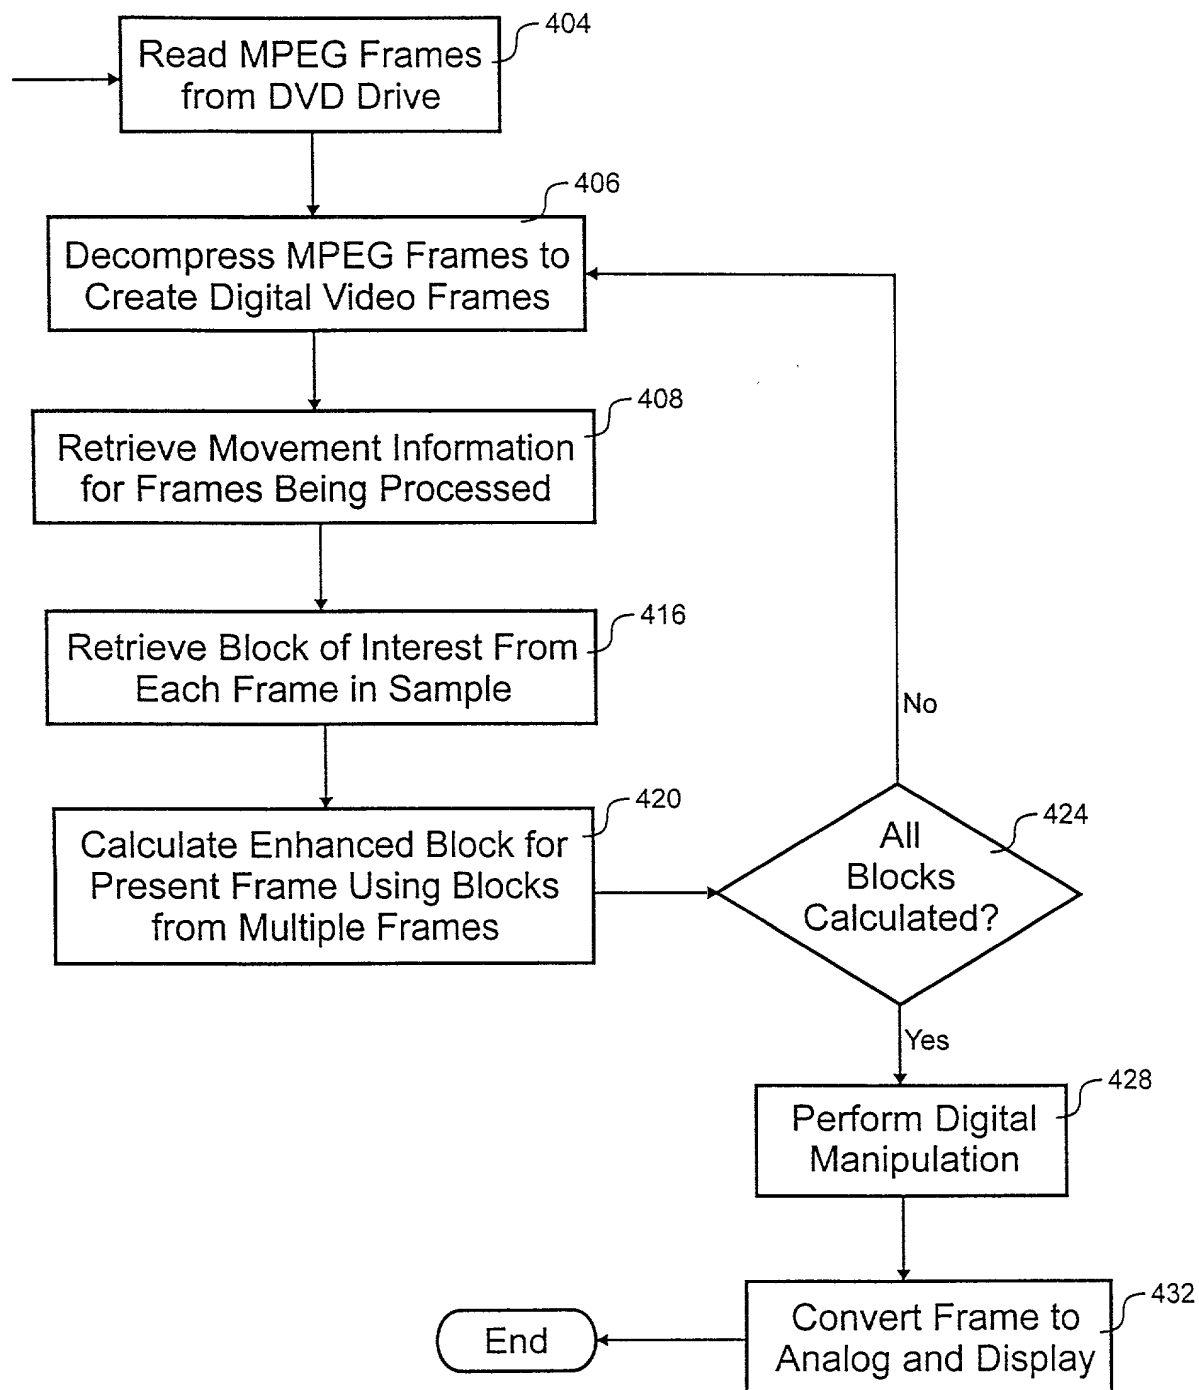 404
Read MPEG Frames
from DVD Drive
406
Decompress MPEG Frames to
Create Digital Video Frames
408
Retrieve Movement Information
for Frames Being Processed
416
Retrieve Block of Interest From
Each Frame in Sample
No
420
Calculate Enhanced Block for
Present Frame Using Blocks
from Multiple Frames
424
All
Blocks
Calculated?
Yes
428
Perform Digital
Manipulation
432
Convert Frame to
Analog and Display
End